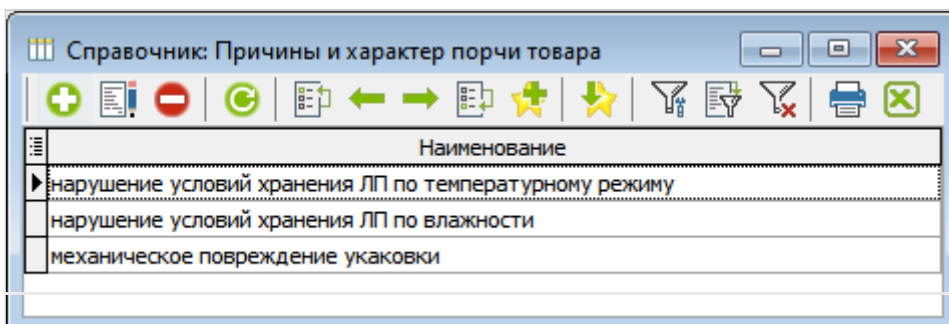 Справочник: Причины и характер порчи товара
Наименование
нарушение условий хранения ЛП по температурному режиму
нарушение условий хранения ЛП по влажности
механическое повреждение укаковки